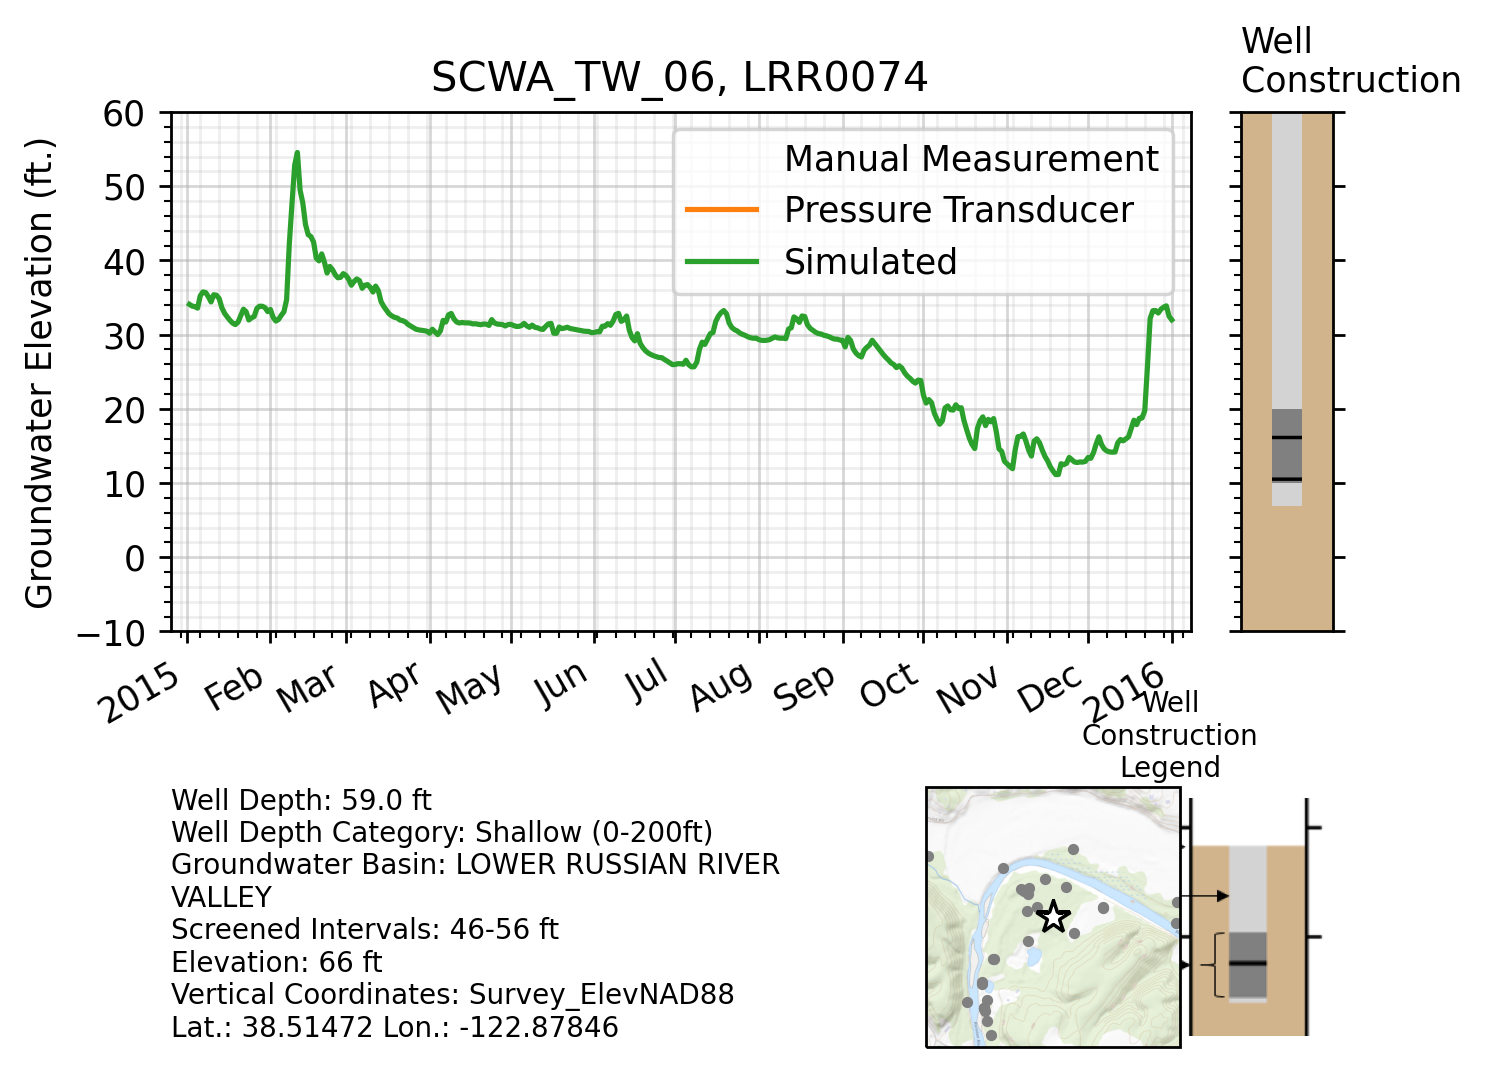 Well
Construction
SCWA_TW_06, LRR0074
Groundwater Elevation (ft.)
60
50
40
30
20
10
0
−10
Manual Measurement
Pressure Transducer
Simulated
2015 Feb Mar Apr May Jun Jul Aug Sep Oct Nov Dec 2016
Well
Construction
Legend
Well Depth: 59.0 ft
Well Depth Category: Shallow (0-200ft)
Groundwater Basin: LOWER RUSSIAN RIVER
VALLEY
Screened Intervals: 46-56 ft
Elevation: 66 ft
Vertical Coordinates: Survey_ElevNAD88
Lat.: 38.51472 Lon.: -122.87846